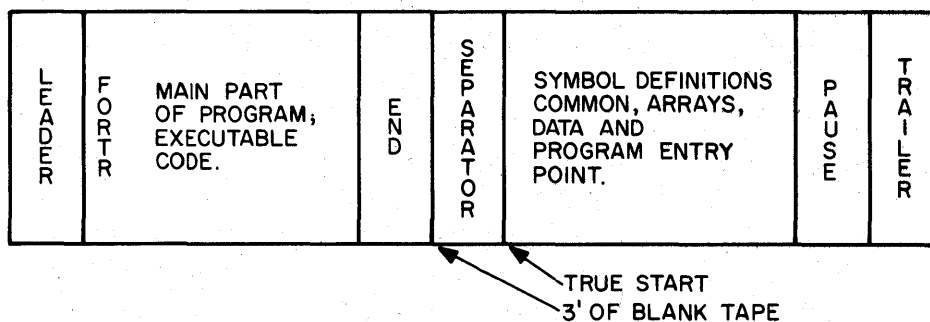 LEADER
FORTR
MAIN PART
OF PROGRAM;
EXECUTABLE
CODE.
END
SEPARATOR
SYMBOL DEFINITIONS
COMMON, ARRAYS,
DATA AND
PROGRAM ENTRY
POINT.
PAUSE
TRAILER
TRUE START
3' OF BLANK TAPE